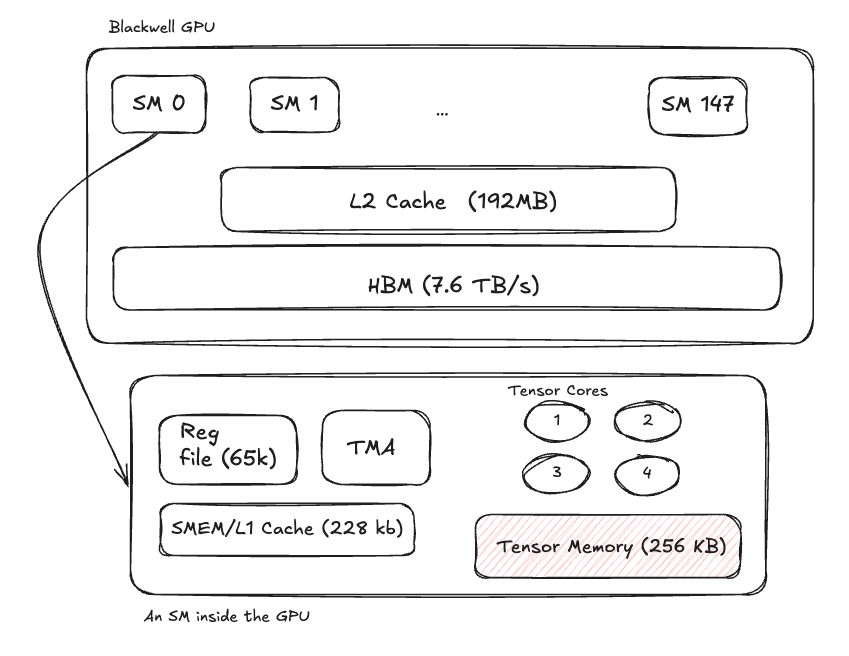 Blackwell GPU
SM 0
SM 1
...
SM 147
L2 Cache (192MB)
HBM (7.6 TB/s)
Tensor Cores
Reg
file (65k)
TMA
1
2
3
4
SMEM/L1 Cache (228 kb)
Tensor Memory (256 KB)
An SM inside the GPU